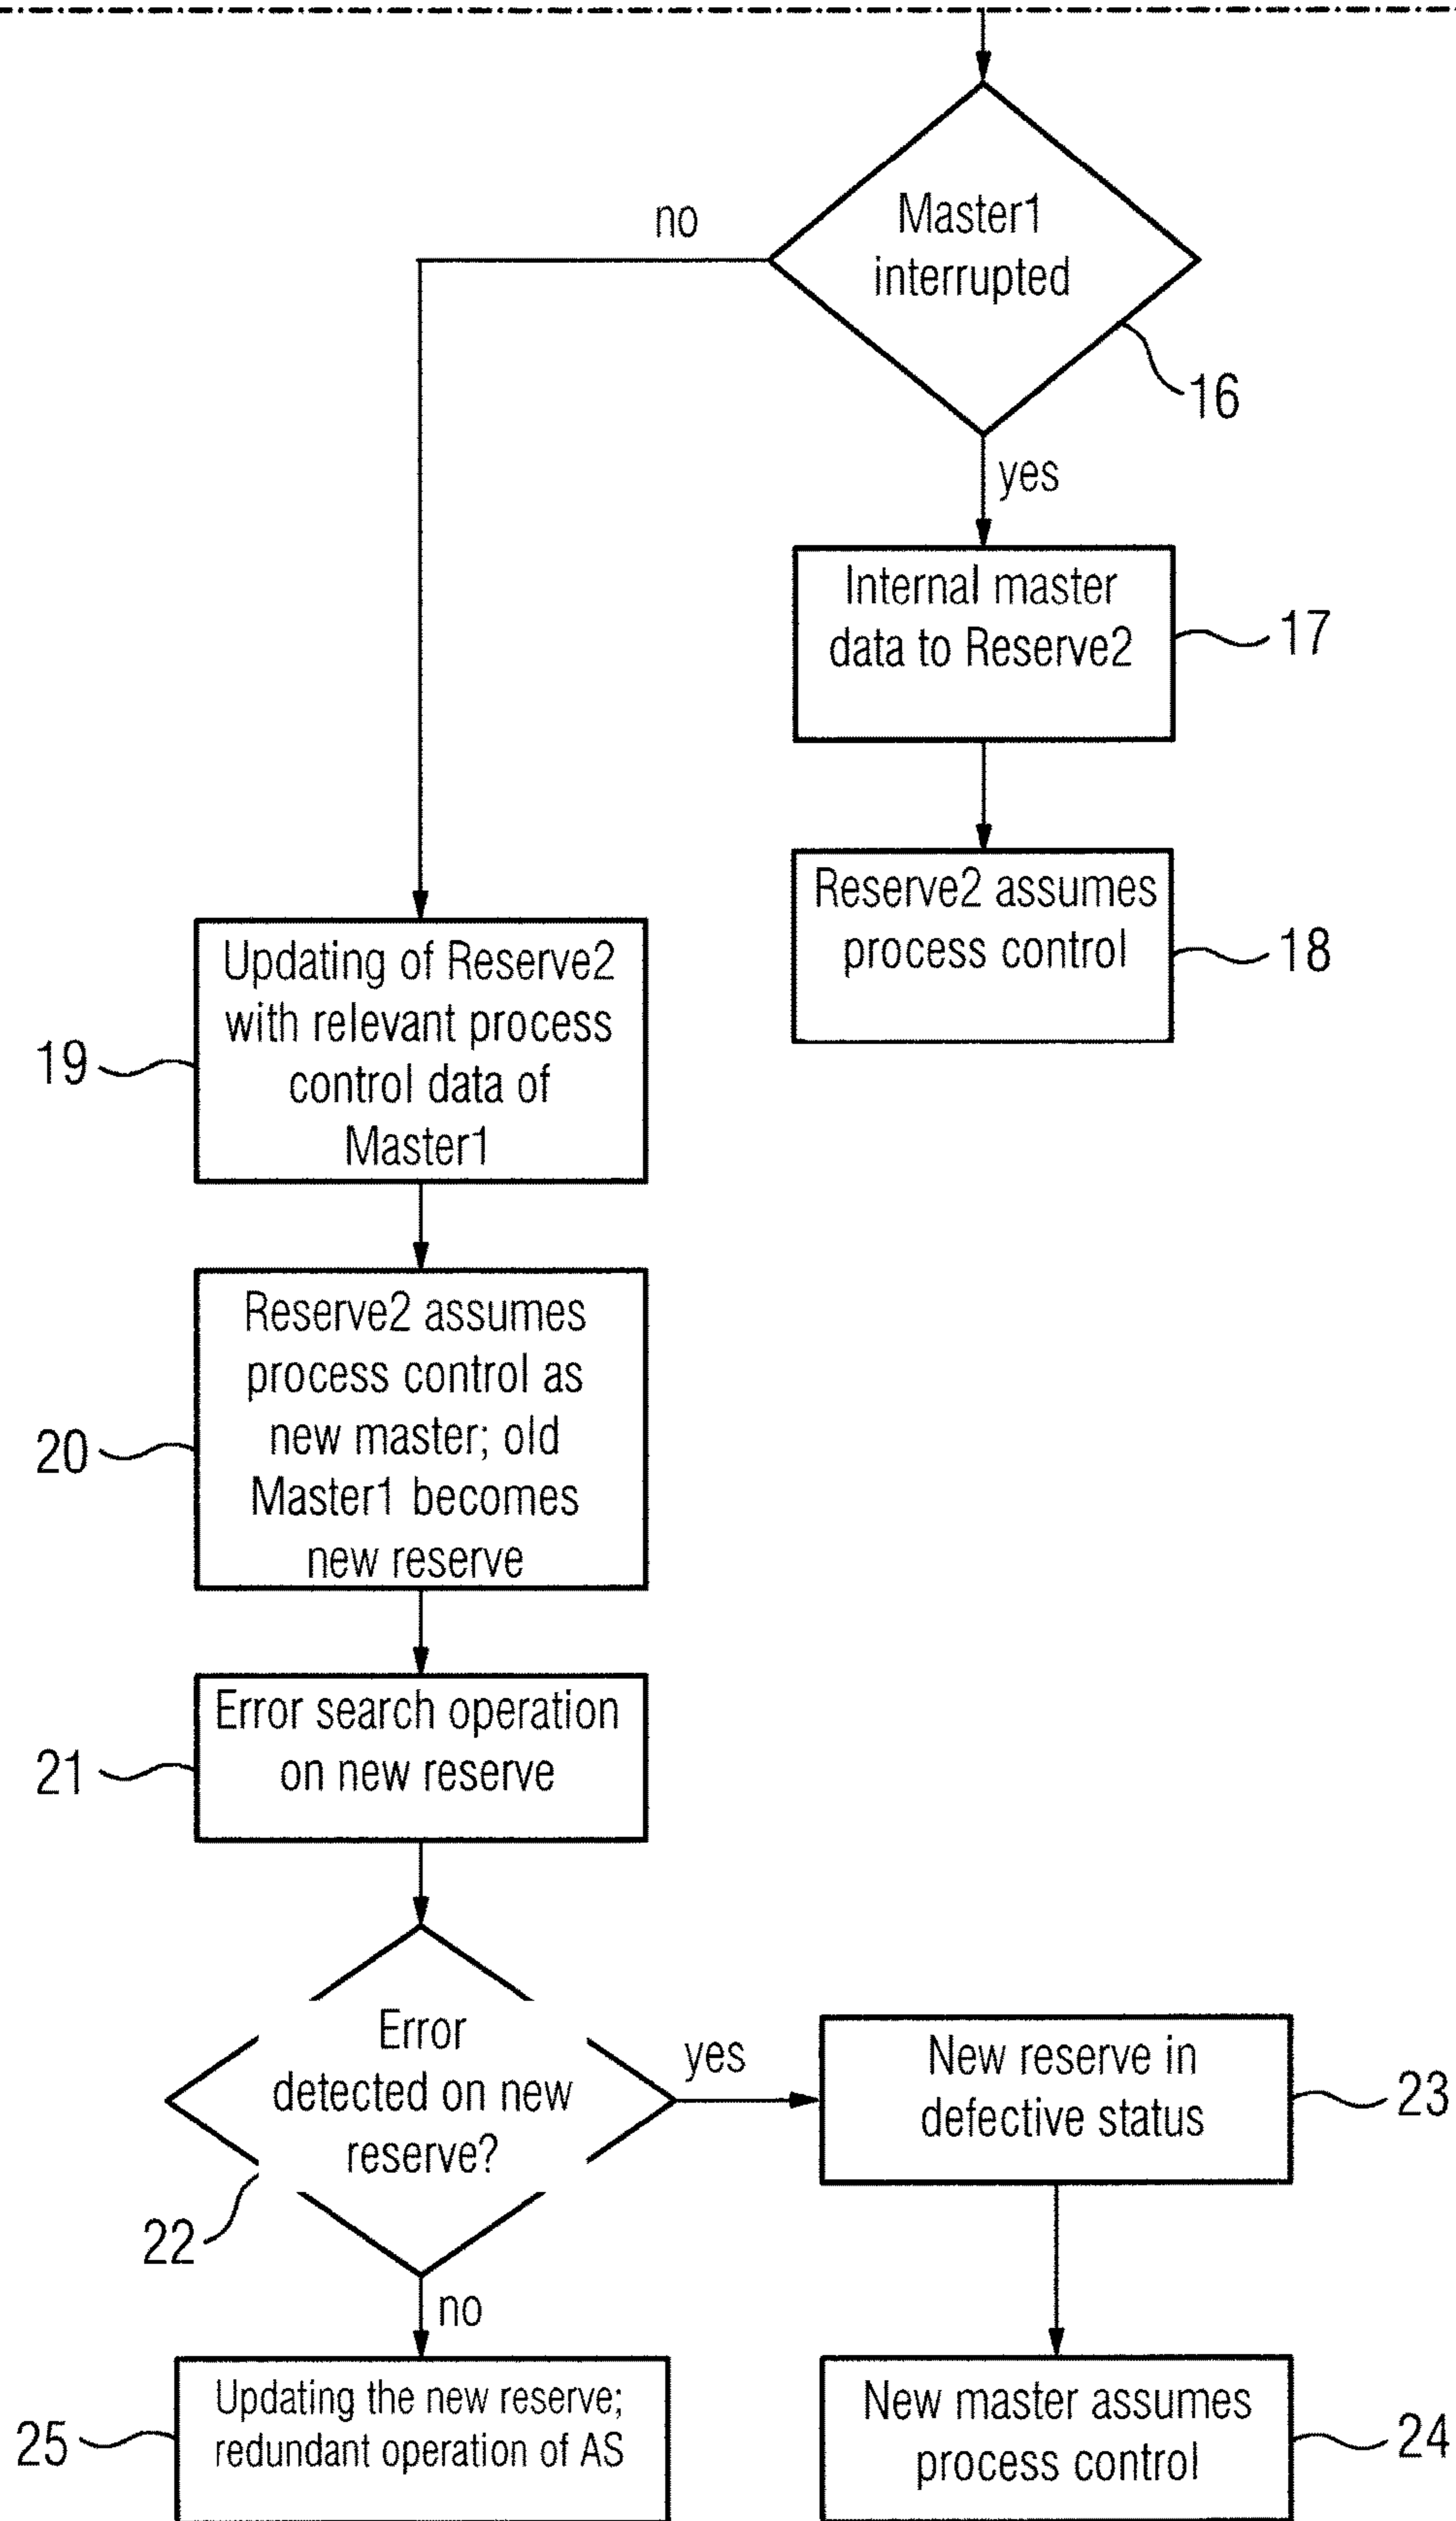 no
Master1
interrupted
16
yes
Internal master
data to Reserve2
17
Reserve2 assumes
process control
18
Updating of Reserve2
with relevant process
control data of
Master1
19
Reserve2 assumes
process control as
new master; old
Master1 becomes
new reserve
20
Error search operation
on new reserve
21
Error
detected on new
reserve?
22
yes
New reserve in
defective status
23
no
Updating the new reserve;
redundant operation of AS
25
New master assumes
process control
24